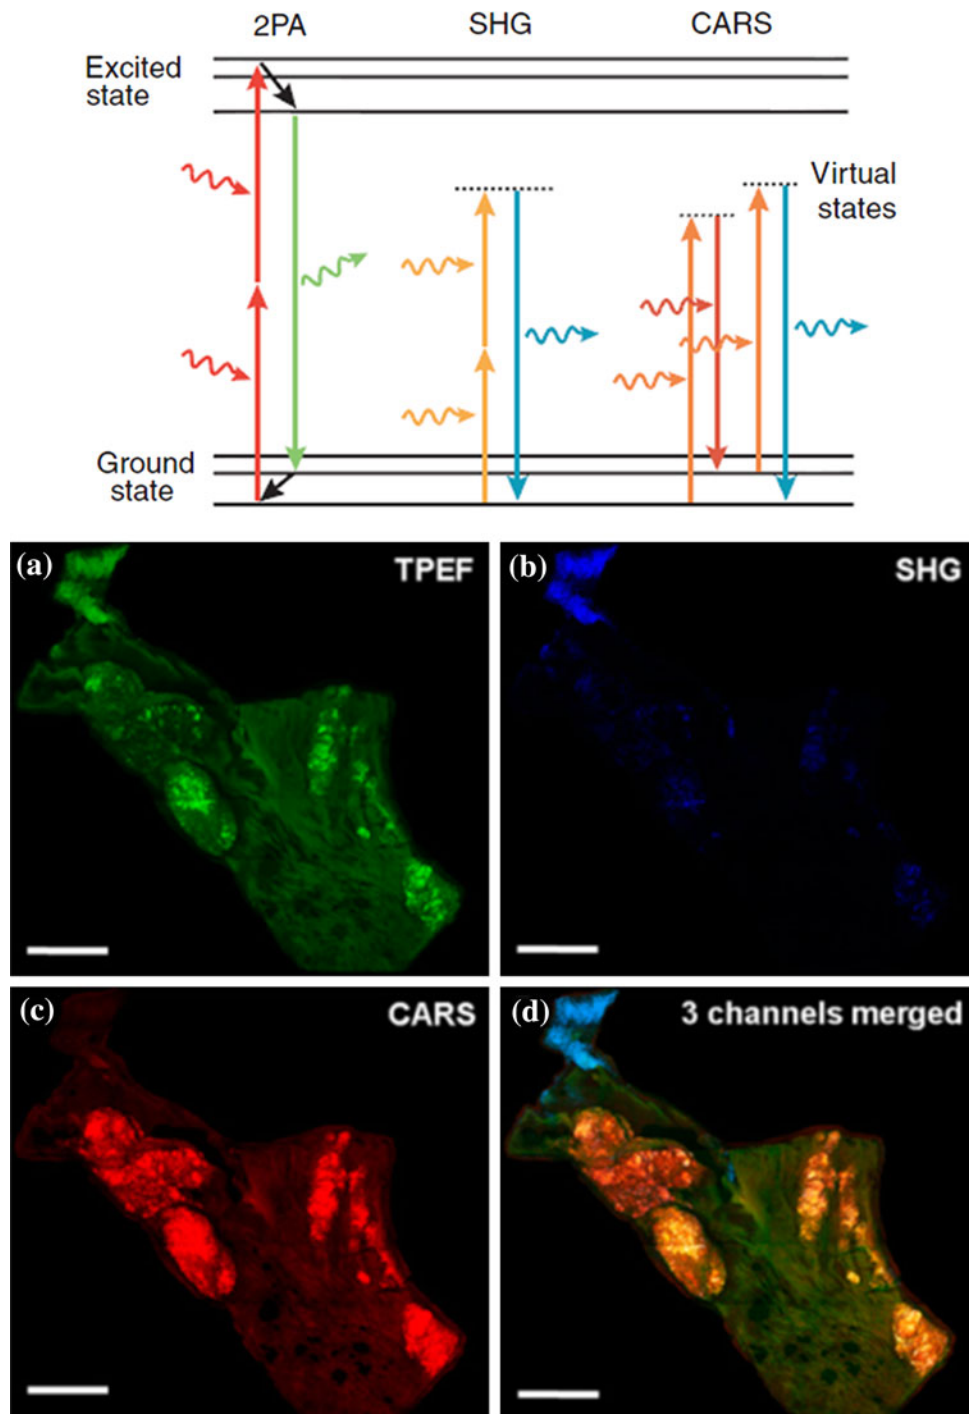 2PA SHG CARS
Excited
state
Virtual
states
Ground
state
(a) TPEF
(b) SHG
(c) CARS
(d) 3 channels merged